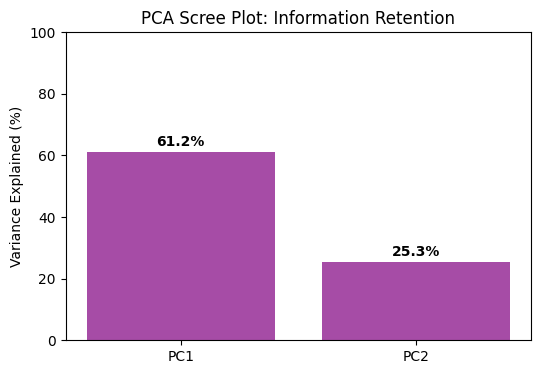 PCA Scree Plot: Information Retention
100
80
60
40
20
0
Variance Explained (%)
61.2%
25.3%
PC1
PC2